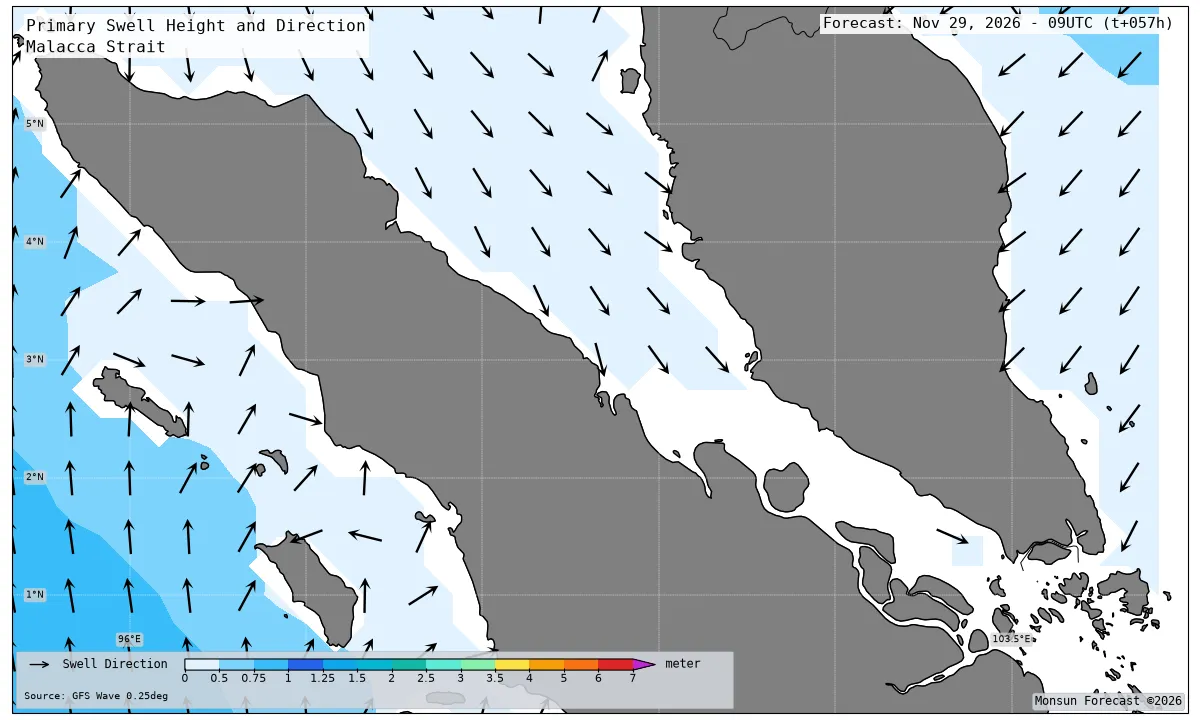 Primary Swell Height and Direction
Malacca Strait
Forecast: Nov 29, 2026 - 09UTC (t+057h)
5°N
4°N
3°N
2°N
1°N
96°E
103.5°E
Swell Direction
meter
0 0.5 0.75 1 1.25 1.5 2 2.5 3 3.5 4 5 6 7
Source: GFS Wave 0.25deg
Monsun Forecast ©2026